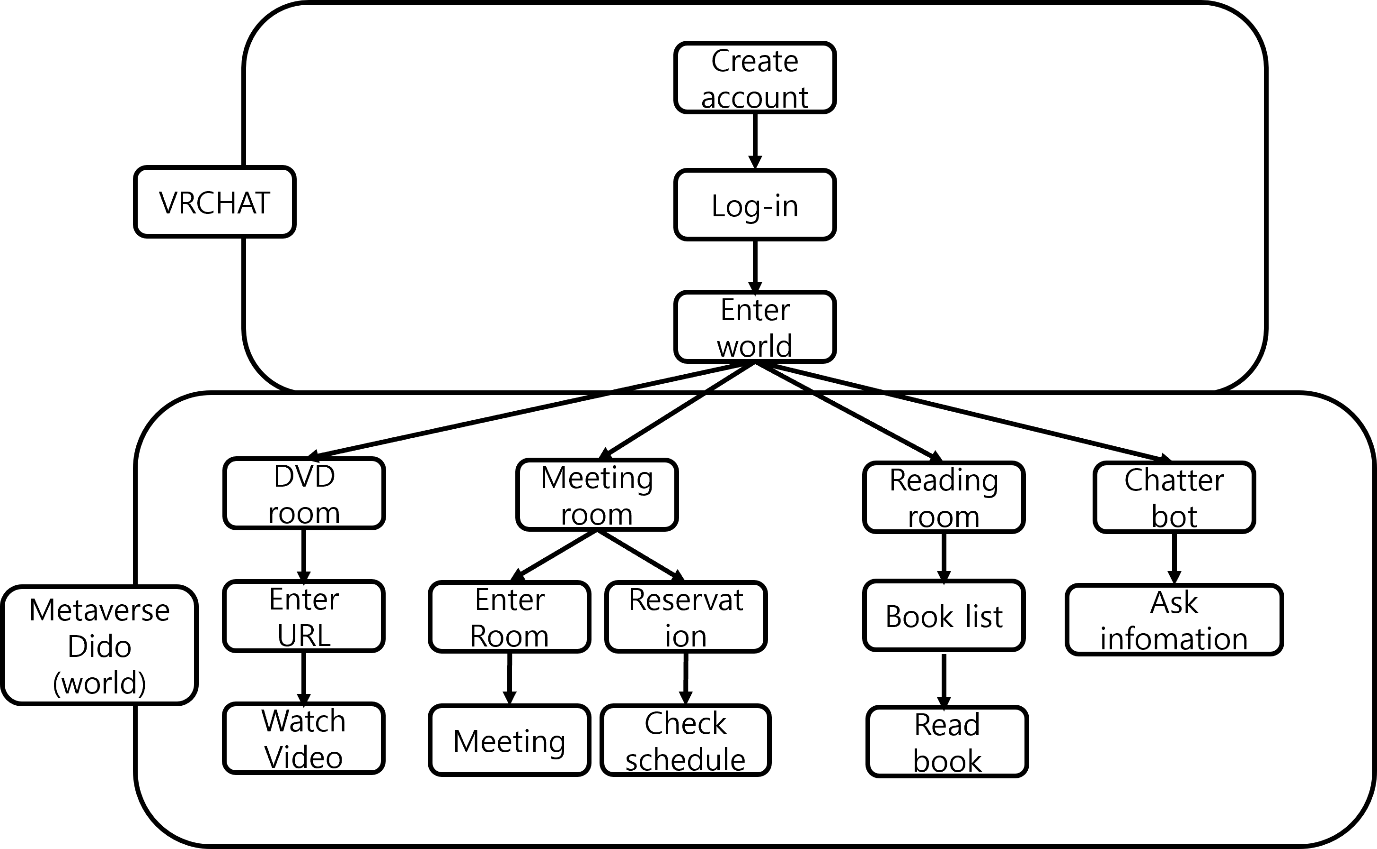 Create
account
VRCHAT
Log-in
Enter
world
DVD
room
Meeting
room
Reading
room
Chatter
bot
Metaverse
Dido
(world)
Enter
URL
Enter
Room
Reservat
ion
Book list
Ask
infomation
Watch
Video
Meeting
Check
schedule
Read
book